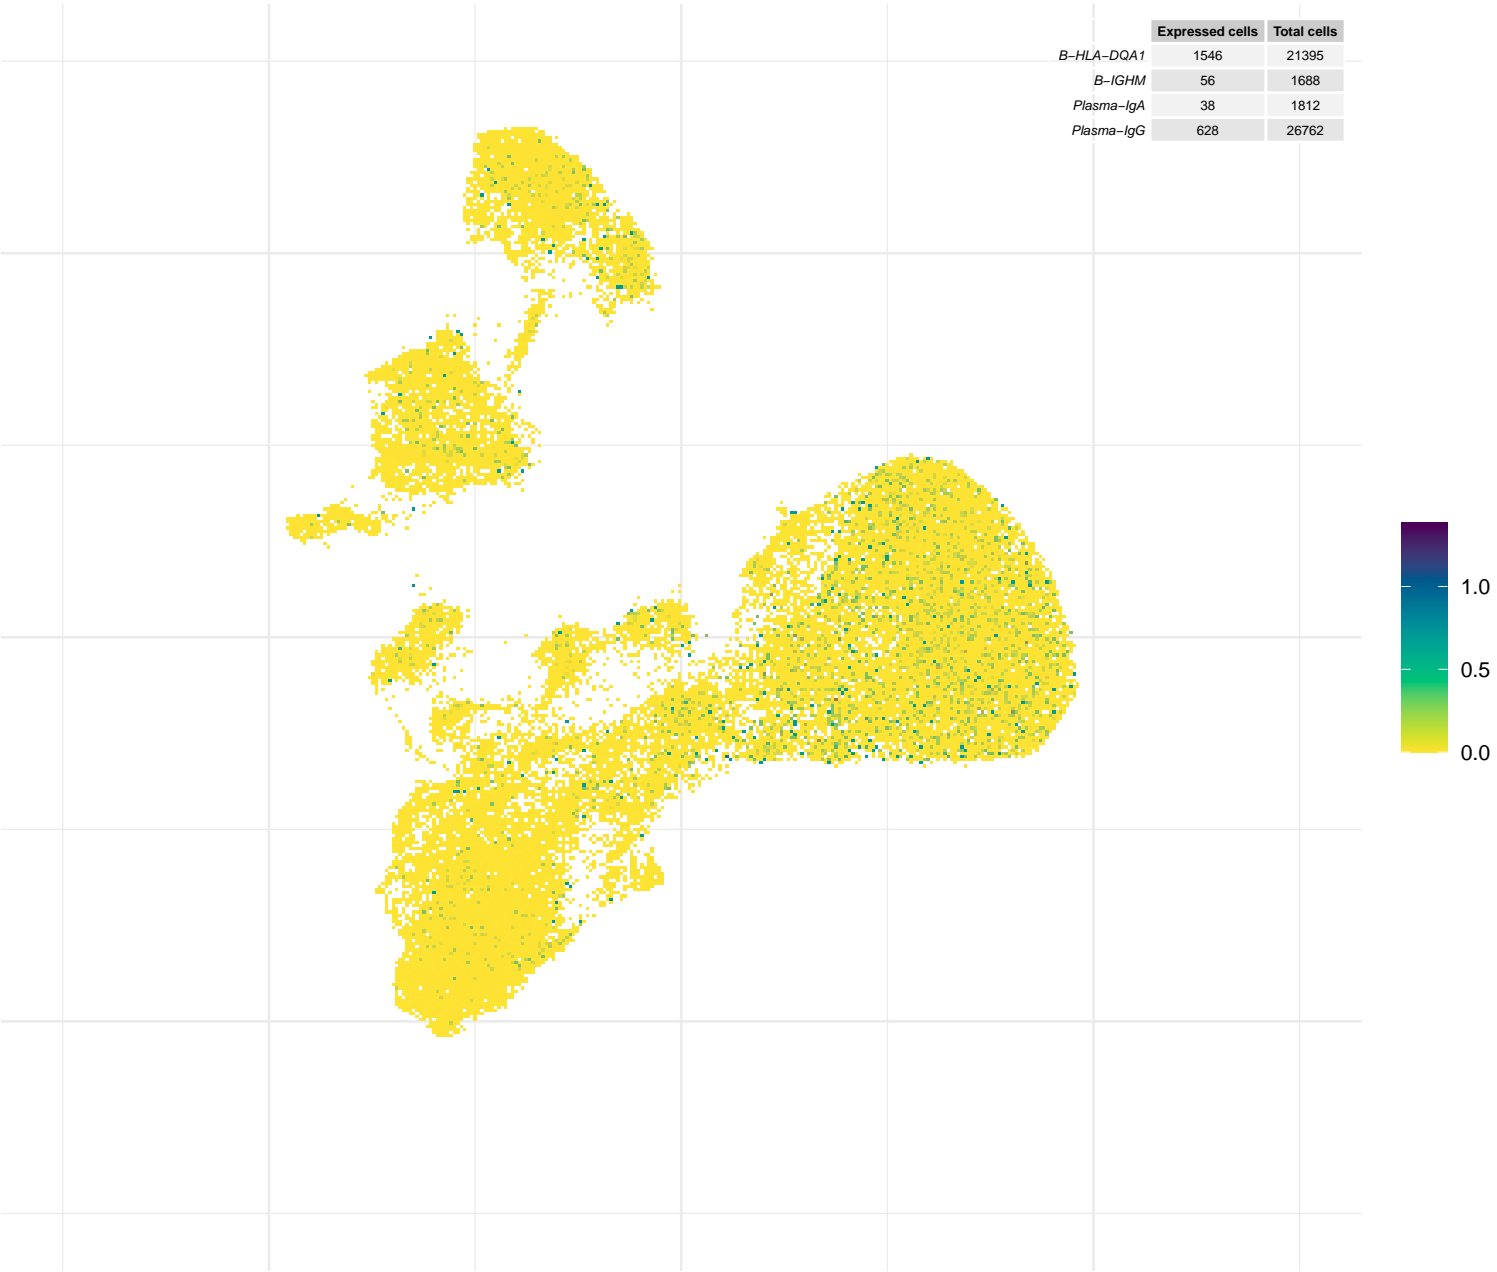 Expressed cells Total cells
B−HLA−DQA1 1546 21395
B−IGHM 56 1688
Plasma−IgA 38 1812
Plasma−IgG 628 26762
1.0
0.5
0.0